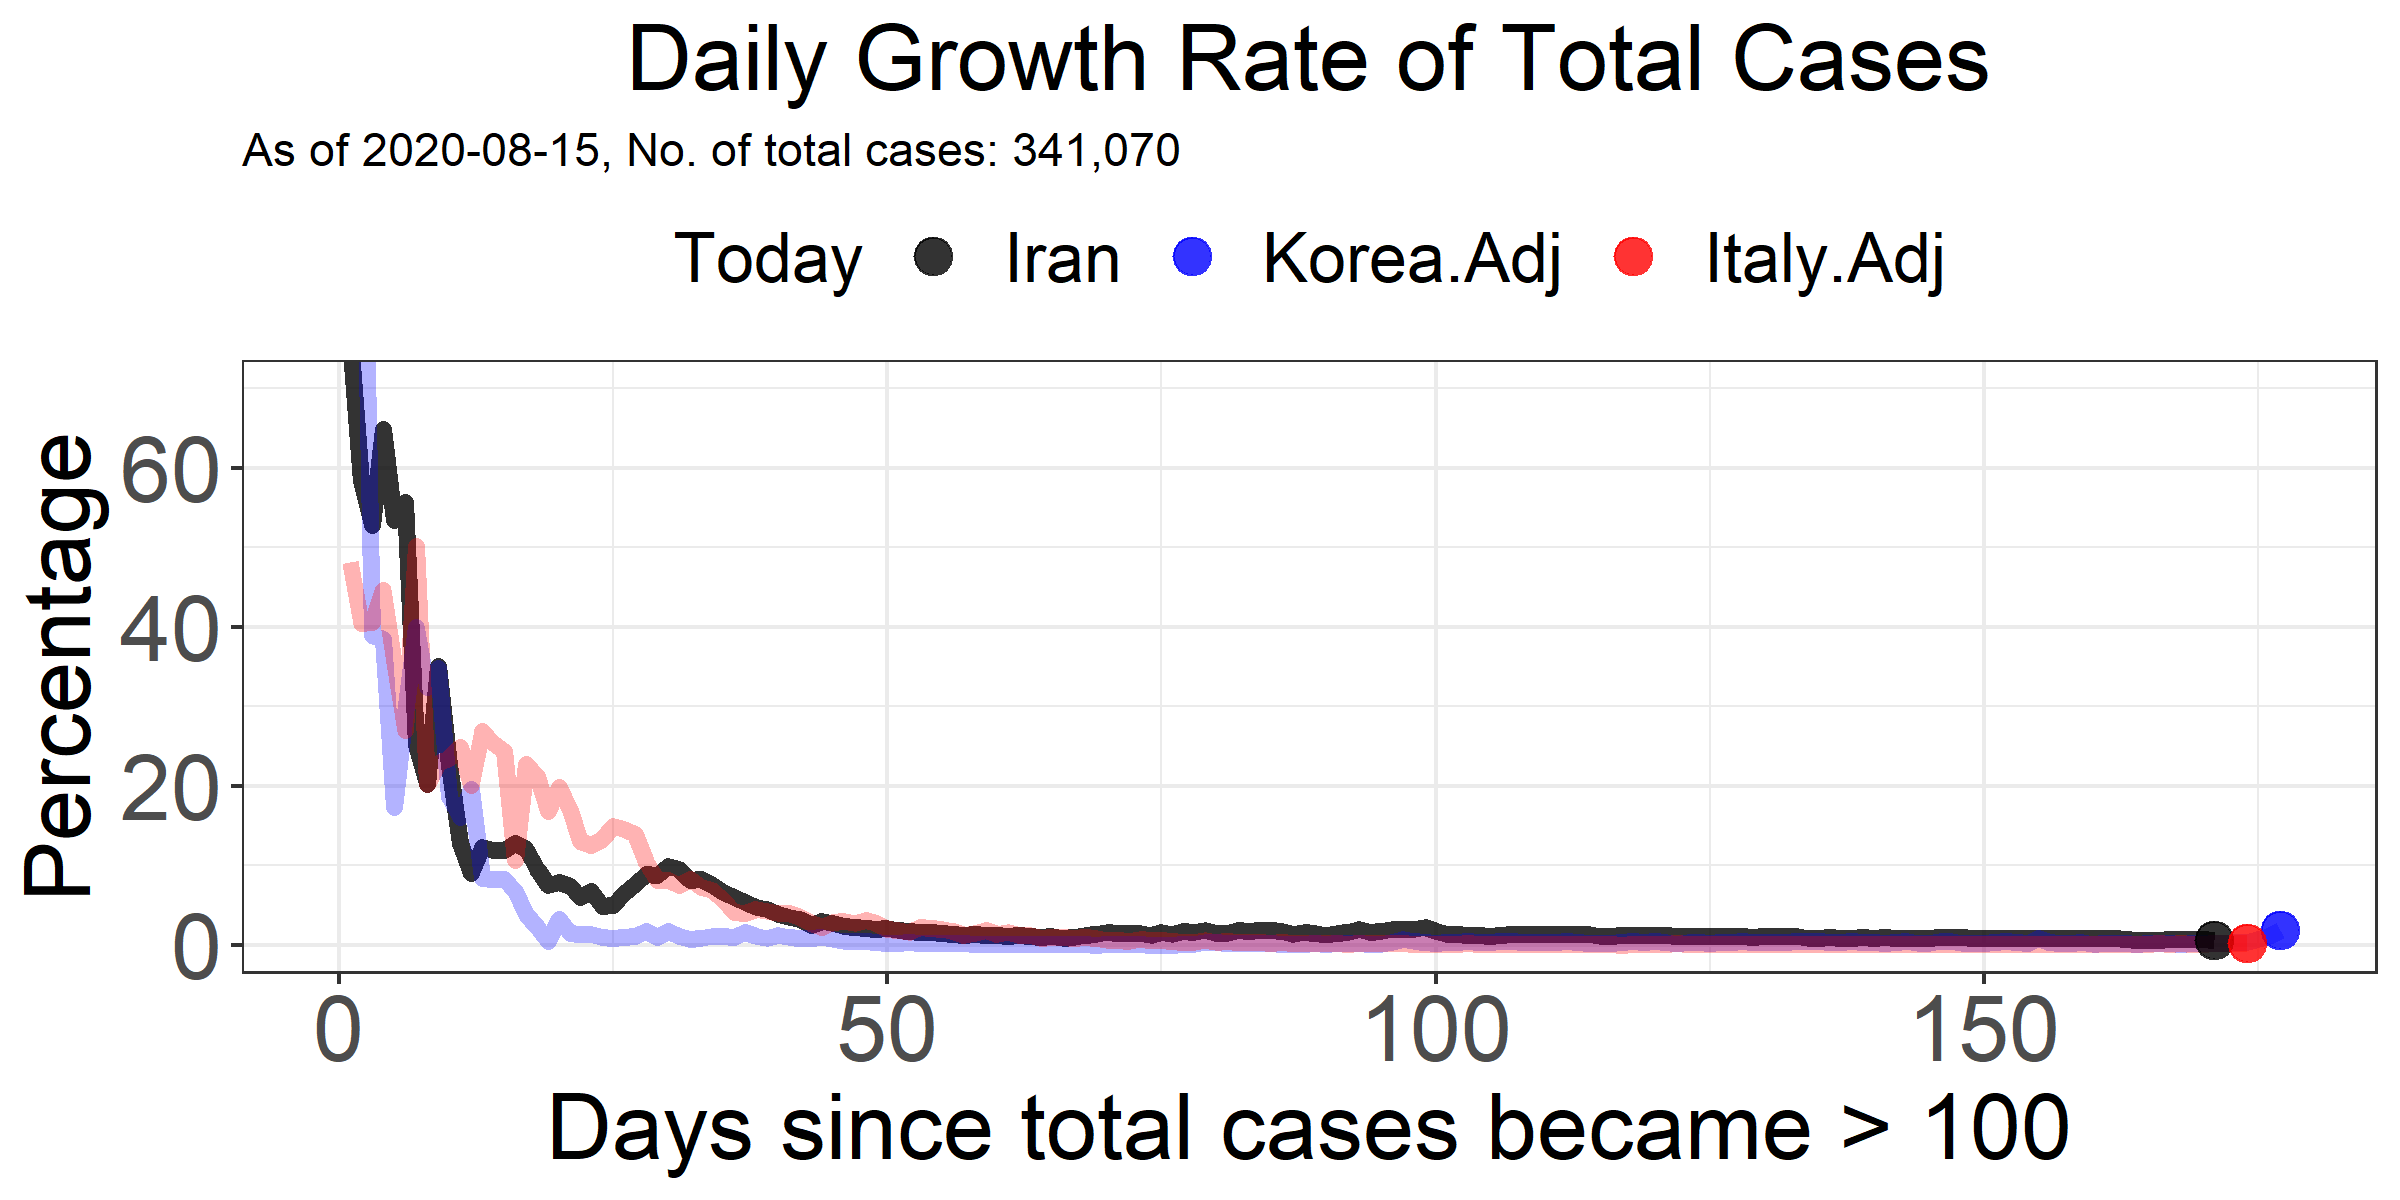 Daily Growth Rate of Total Cases
As of 2020-08-15, No. of total cases: 341,070
Today Iran Korea.Adj Italy.Adj
Percentage
60
40
20
0
0 50 100 150
Days since total cases became > 100